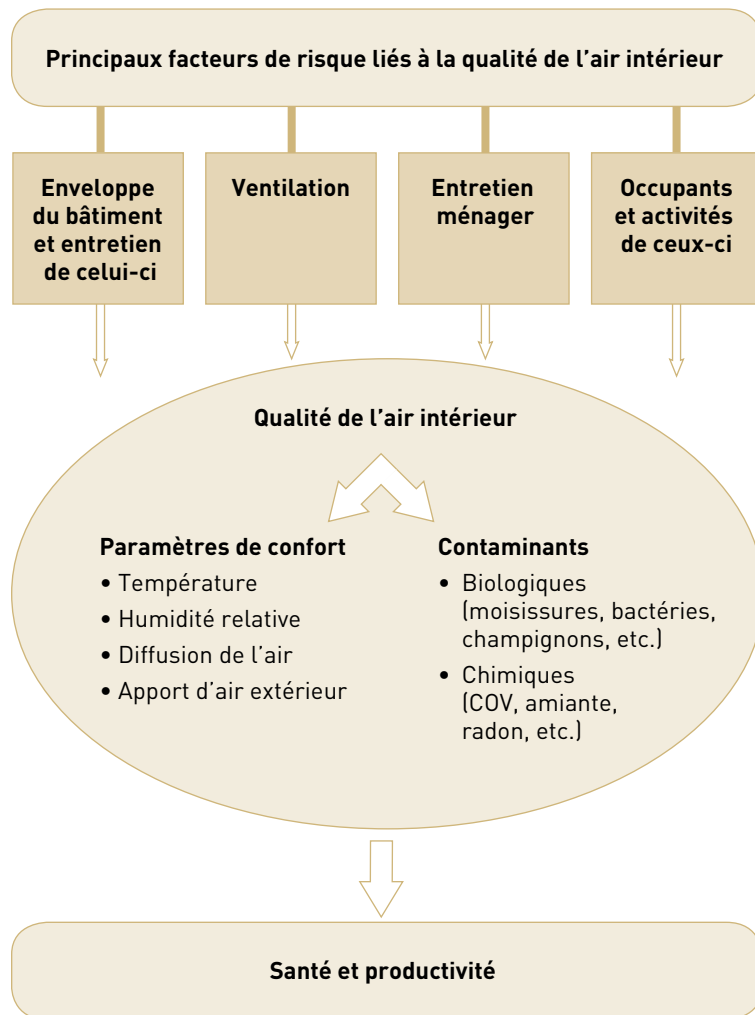 Principaux facteurs de risque liés à la qualité de l’air intérieur
Enveloppe
du bâtiment
et entretien
de celui-ci
Ventilation
Entretien
ménager
Occupants
et activités
de ceux-ci
Qualité de l’air intérieur
Paramètres de confort
• Température
• Humidité relative
• Diffusion de l’air
• Apport d’air extérieur
Contaminants
• Biologiques
(moisissures, bactéries,
champignons, etc.)
• Chimiques
(COV, amiante,
radon, etc.)
Santé et productivité